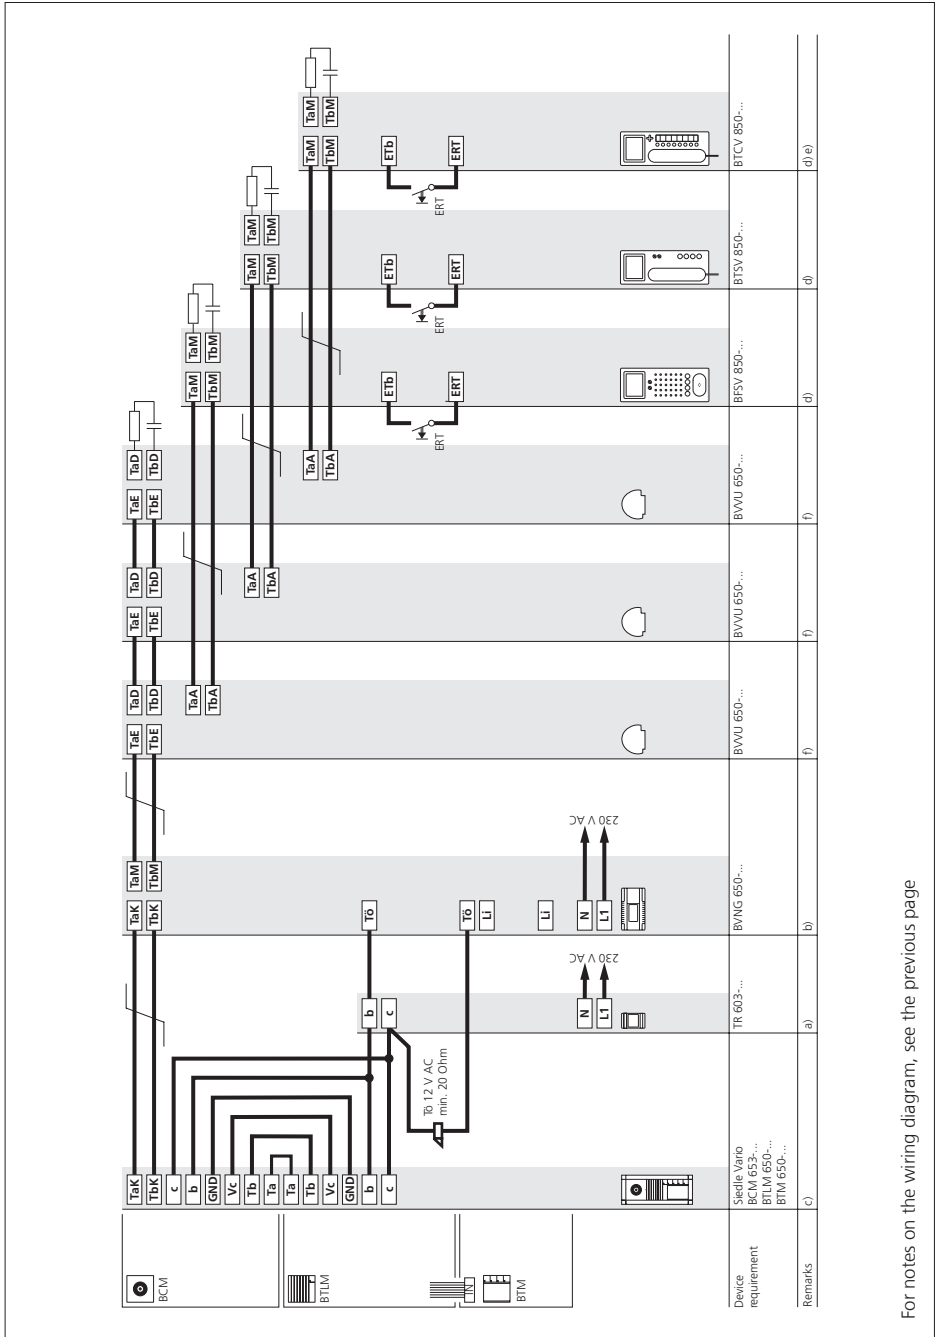 TaK TaK TaM TaE TaD TaE TaD TaE TaD
TbK TbK TbM TbE TbD TbE TbD TbE TbD
BCM
c
b TaA TaM TaM
GND TbA TbM TbM
Vc
Tb TaA TaM TaM
Ta TbA TbM TbM
Ta
Tb TaA TaM TaM
BTLM
Vc TbA TbM TbM
GND
b b Tö
c c ETb ETb ETb
Tö 12 V AC
min. 20 Ohm
ERT ERT ERT
Tö ERT ERT ERT
IN
Li
BTM
Li
230 V AC 230 V AC
N N
L1 L1
Device
requirement
Siedle Vario
BCM 653-...
BTLM 650-...
BTM 650-...
TR 603-...
BVNG 650-...
BVVU 650-...
BVVU 650-...
BVVU 650-...
BFSV 850-...
BTSV 850-...
BTCV 850-...
Remarks c) a) b) f) f) f) d) d) d) e)
For notes on the wiring diagram, see the previous page